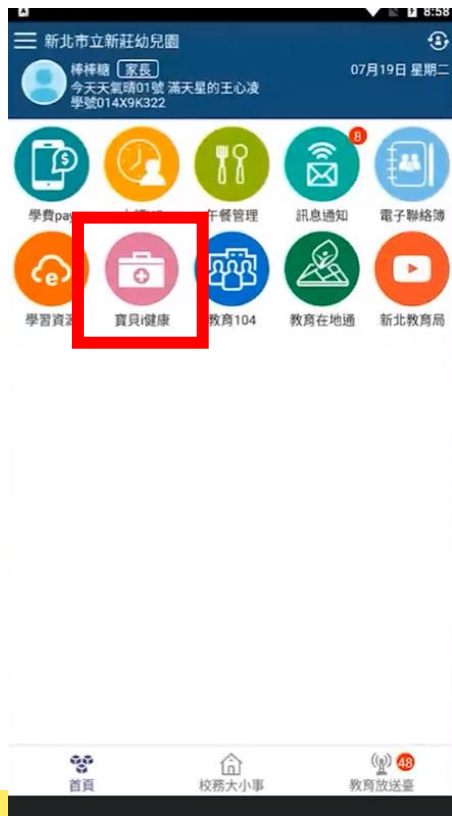 8:58
新北市立新莊幼兒園
棒棒糖 家長 07月19日 星期二
今天天氣晴01號 滿天星的王心凌
學號014X9K322
8
學費pay 午餐管理 訊息通知 電子聯絡簿
學習資源 寶貝i健康 教育104 教育在地通 新北教育局
48
首頁 校務大小事 教育放送臺